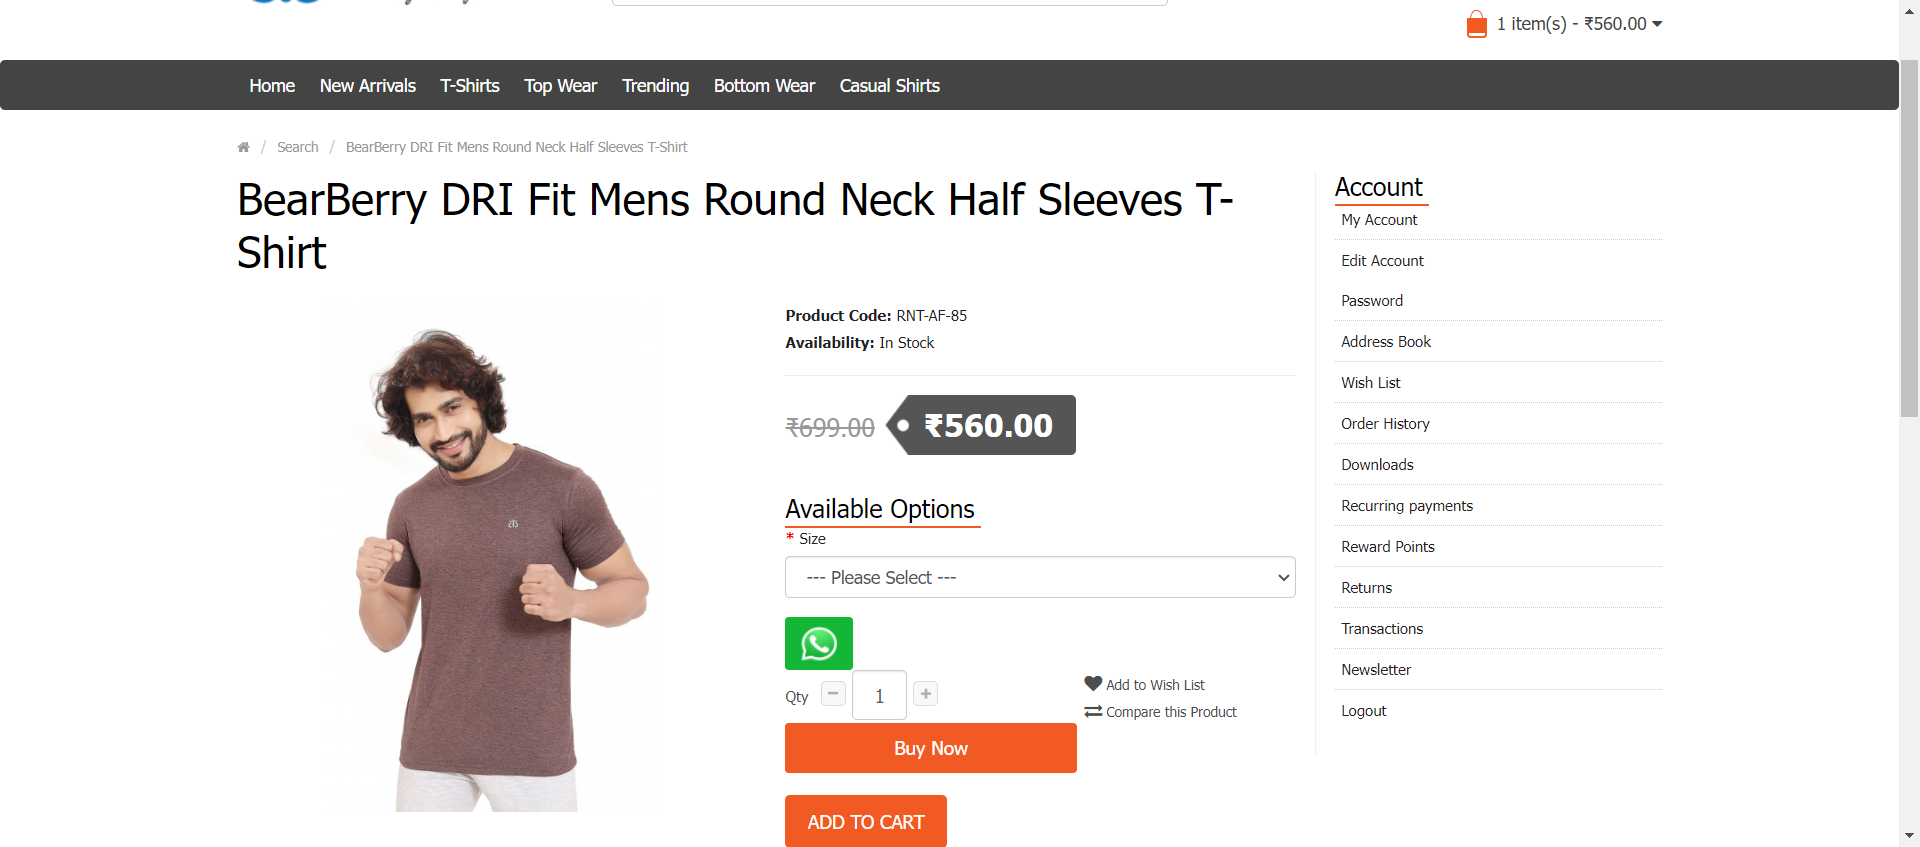 1 item(s) - ₹560.00
Home New Arrivals T-Shirts Top Wear Trending Bottom Wear Casual Shirts
/ Search / BearBerry DRI Fit Mens Round Neck Half Sleeves T-Shirt
BearBerry DRI Fit Mens Round Neck Half Sleeves T-
Shirt
Product Code: RNT-AF-85
Availability: In Stock
₹699.00 ₹560.00
Available Options
* Size
--- Please Select ---
Qty − 1 +
Add to Wish List
Compare this Product
Buy Now
ADD TO CART
Account
My Account
Edit Account
Password
Address Book
Wish List
Order History
Downloads
Recurring payments
Reward Points
Returns
Transactions
Newsletter
Logout